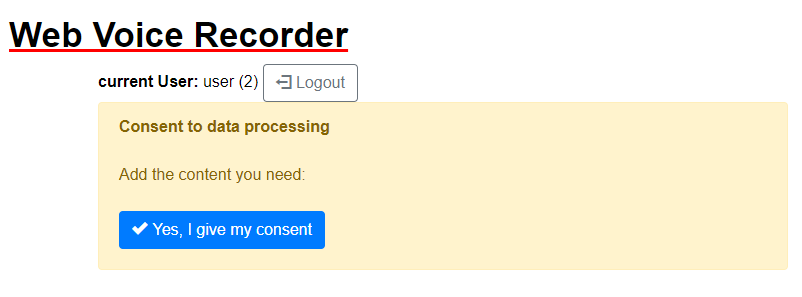 Web Voice Recorder
current User: user (2) Logout
Consent to data processing
Add the content you need:
Yes, I give my consent